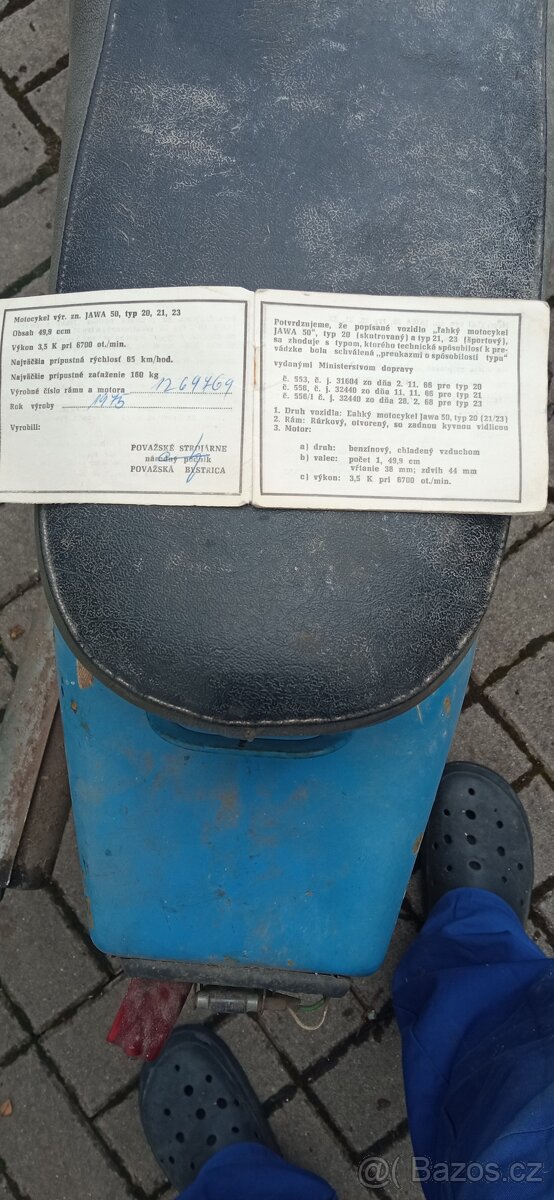 Motocykel výr. zn. JAWA 50, typ 20, 21, 23
Obsah 49,9 ccm
Výkon 3,5 K pri 6700 ot./min.
Najväčšia prípustná rýchlosť 65 km/hod.
Najväčšie prípustné zaťaženie 160 kg
Výrobné číslo rámu a motora 1269769
Rok výroby 1975
Vyrobili:
POVAŽSKÉ STROJÁRNE
národný podnik
POVAŽSKÁ BYSTRICA
Potvrdzujeme, že popísané vozidlo „ľahký motocykel
JAWA 50", typ 20 (skútrovaný) a typ 21, 23 (športový),
sa zhoduje s typom, ktorého technická spôsobilosť k pre-
vádzke bola schválená „preukazmi o spôsobilosti typu"
vydanými Ministerstvom dopravy
č. 553, č. j. 31604 zo dňa 2. 11. 66 pre typ 20
č. 556, č. j. 32440 zo dňa 11. 11. 66 pre typ 21
č. 556/1 č. j. 32440 zo dňa 28. 2. 68 pre typ 23
1. Druh vozidla: Ľahký motocykel Jawa 50, typ 20 (21/23)
2. Rám: Rúrkový, otvorený, so zadnou kyvnou vidlicou
3. Motor:
a) druh: benzínový, chladený vzduchom
b) valec: počet 1, 49,9 cm
vŕtanie 38 mm; zdvih 44 mm
c) výkon: 3,5 K pri 6700 ot./min.
@ Bazos.cz